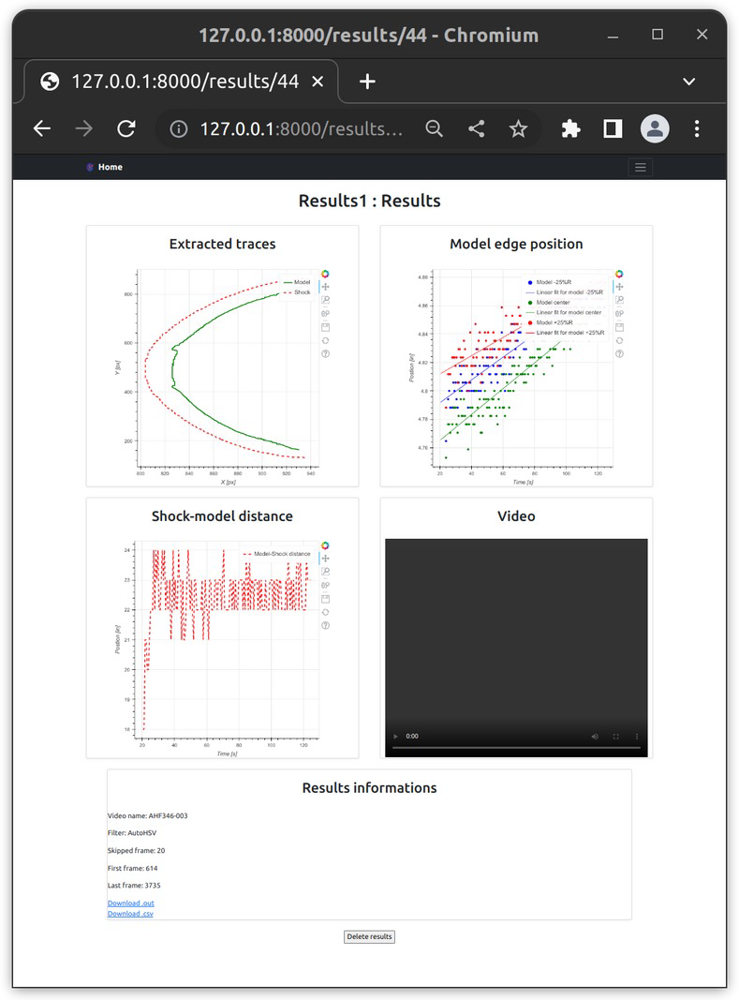 127.0.0.1:8000/results/44 - Chromium
127.0.0.1:8000/results/44
127.0.0.1:8000/results…
Home
Results1 : Results
Extracted traces
Model
Shock
800
600
400
200
Y [px]
800
820
840
860
880
900
920
940
X [px]
Model edge position
Model -25%R
Linear fit for model -25%R
Model center
Linear fit for model center
Model +25%R
Linear fit for model +25%R
4.88
4.86
4.84
4.82
4.8
4.78
4.76
Position [in]
20
40
60
80
100
120
Time [s]
Shock-model distance
Model-Shock distance
24
23
22
21
20
19
18
Position [in]
20
40
60
80
100
120
Time [s]
Video
0:00
Results informations
Video name: AHF346-003
Filter: AutoHSV
Skipped frame: 20
First frame: 614
Last frame: 3735
Download .out
Download .csv
Delete results